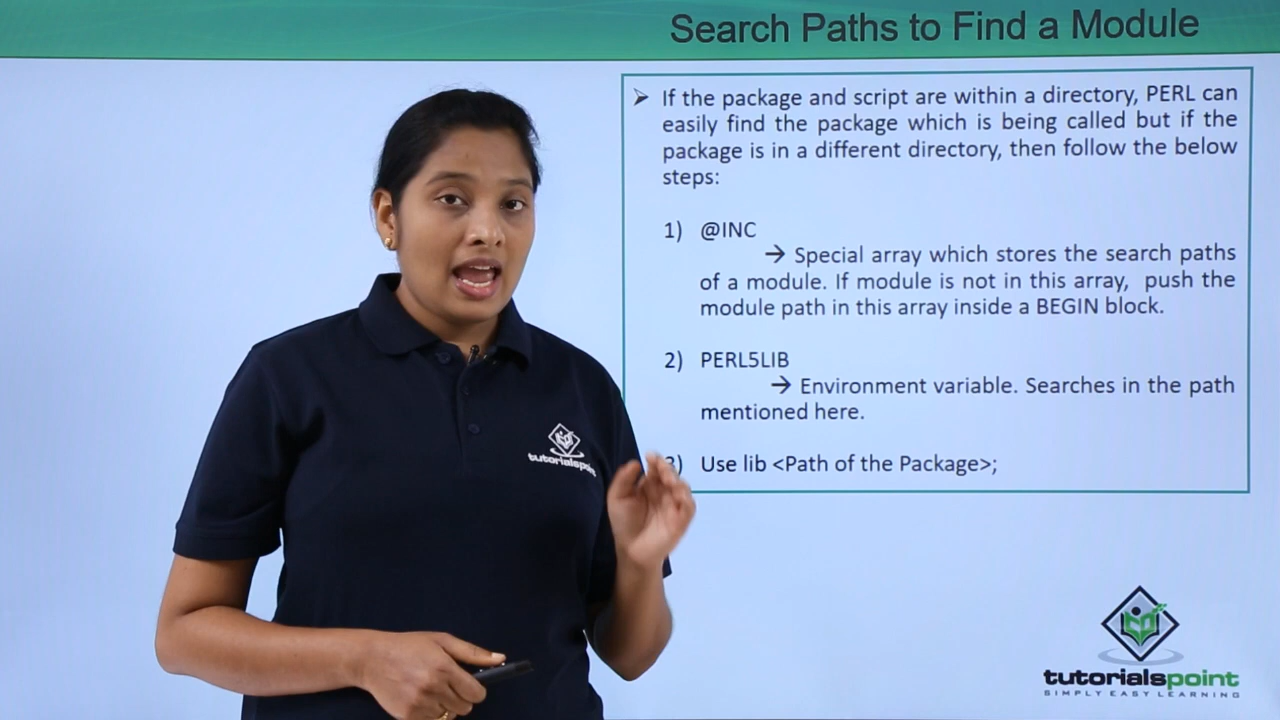 Search Paths to Find a Module
➢ If the package and script are within a directory, PERL can
easily find the package which is being called but if the
package is in a different directory, then follow the below
steps:
1) @INC
→ Special array which stores the search paths
of a module. If module is not in this array, push the
module path in this array inside a BEGIN block.
2) PERL5LIB
→ Environment variable. Searches in the path
mentioned here.
3) Use lib <Path of the Package>;
tutorialspoint
tutorialspoint
SIMPLY EASY LEARNING